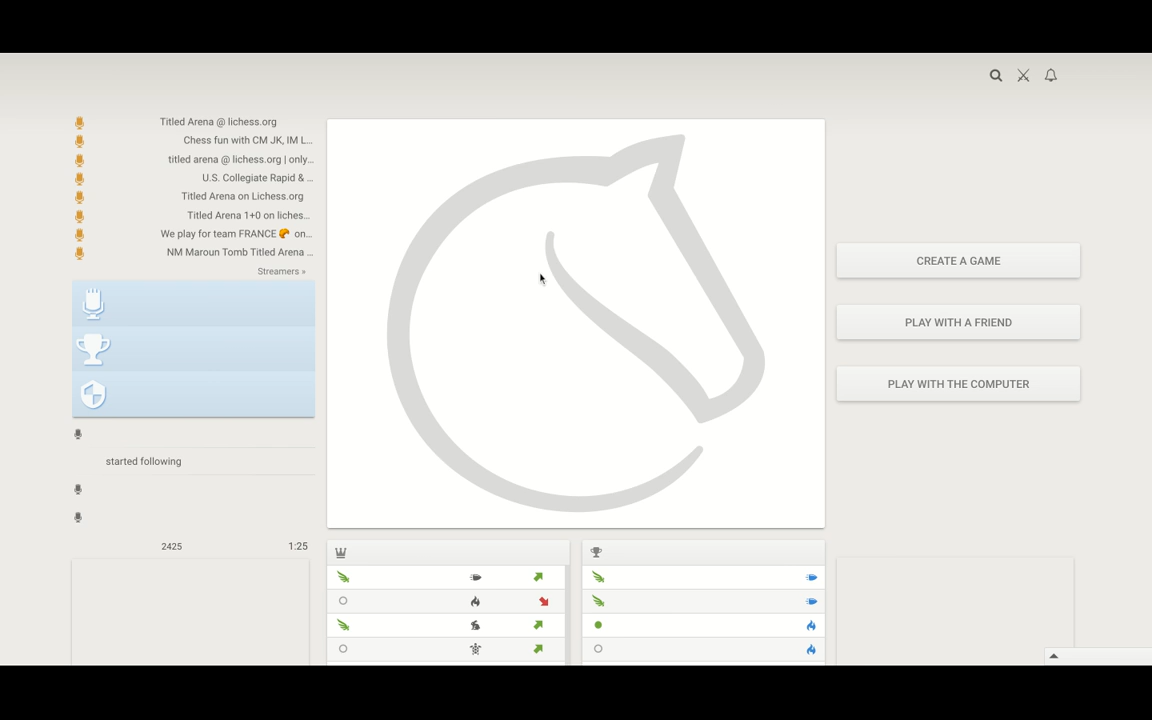 Titled Arena @ lichess.org
Chess fun with CM JK, IM L...
titled arena @ lichess.org | only...
U.S. Collegiate Rapid & ...
Titled Arena on Lichess.org
Titled Arena 1+0 on liches...
We play for team FRANCE 🥐 on...
NM Maroun Tomb Titled Arena ...
Streamers »
started following
2425 1:25
CREATE A GAME
PLAY WITH A FRIEND
PLAY WITH THE COMPUTER